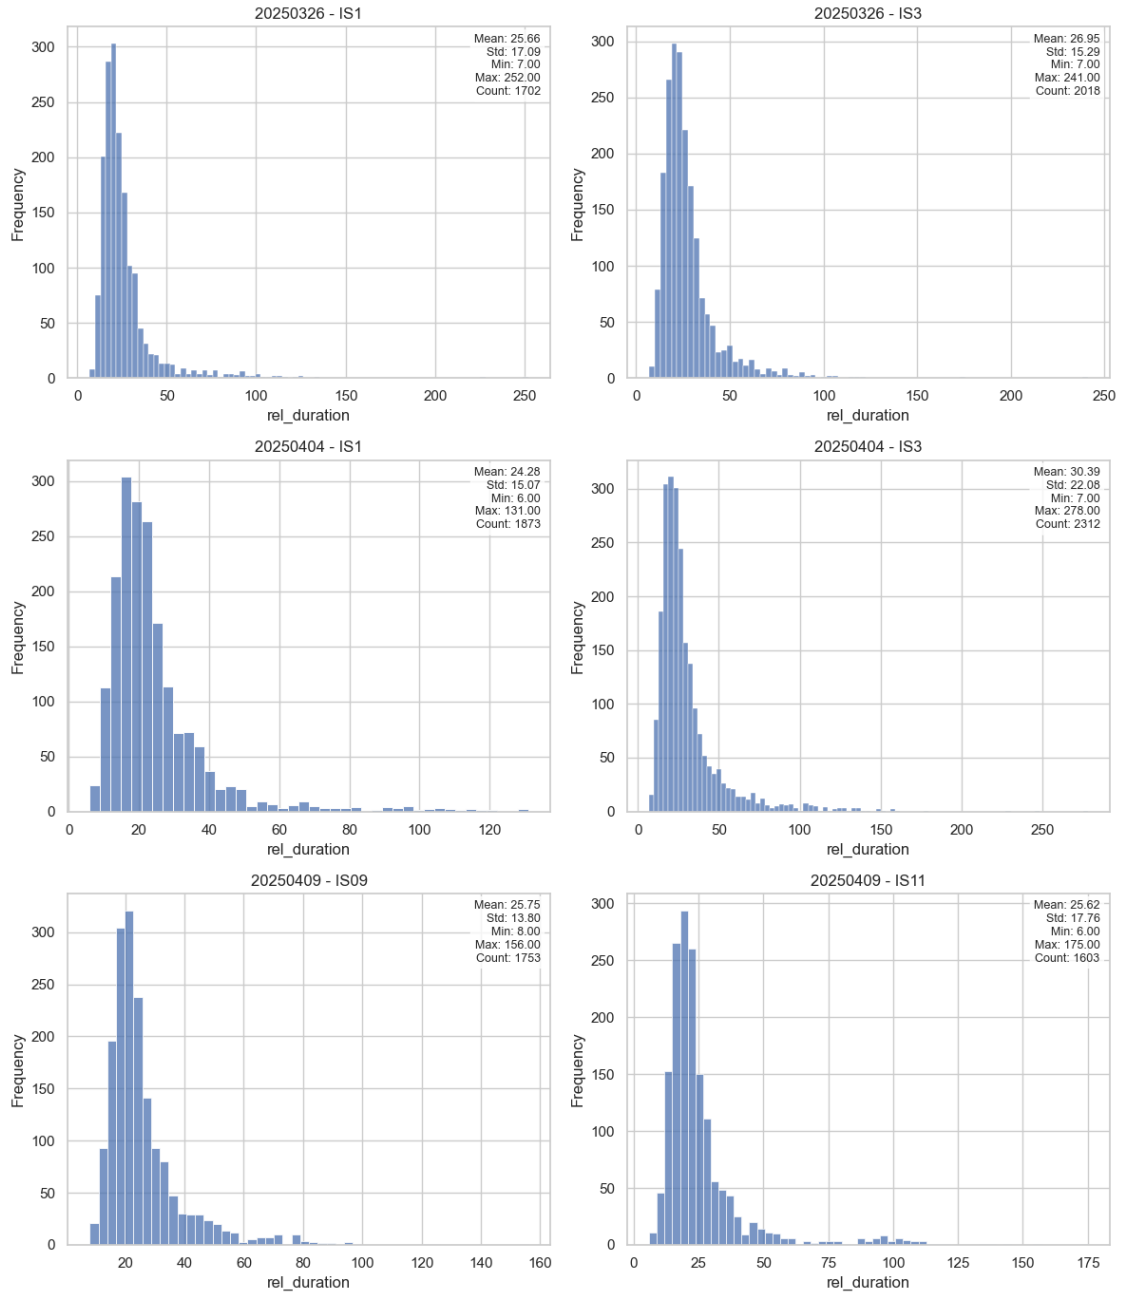 20250326 - IS1
Mean: 25.66
Std: 17.09
Min: 7.00
Max: 252.00
Count: 1702
300
250
200
150
100
50
0
Frequency
0 50 100 150 200 250
rel_duration
20250326 - IS3
Mean: 26.95
Std: 15.29
Min: 7.00
Max: 241.00
Count: 2018
300
250
200
150
100
50
0
Frequency
0 50 100 150 200 250
rel_duration
20250404 - IS1
Mean: 24.28
Std: 15.07
Min: 6.00
Max: 131.00
Count: 1873
300
250
200
150
100
50
0
Frequency
0 20 40 60 80 100 120
rel_duration
20250404 - IS3
Mean: 30.39
Std: 22.08
Min: 7.00
Max: 278.00
Count: 2312
300
250
200
150
100
50
0
Frequency
0 50 100 150 200 250
rel_duration
20250409 - IS09
Mean: 25.75
Std: 13.80
Min: 8.00
Max: 156.00
Count: 1753
300
250
200
150
100
50
0
Frequency
20 40 60 80 100 120 140 160
rel_duration
20250409 - IS11
Mean: 25.62
Std: 17.76
Min: 6.00
Max: 175.00
Count: 1603
300
250
200
150
100
50
0
Frequency
0 25 50 75 100 125 150 175
rel_duration